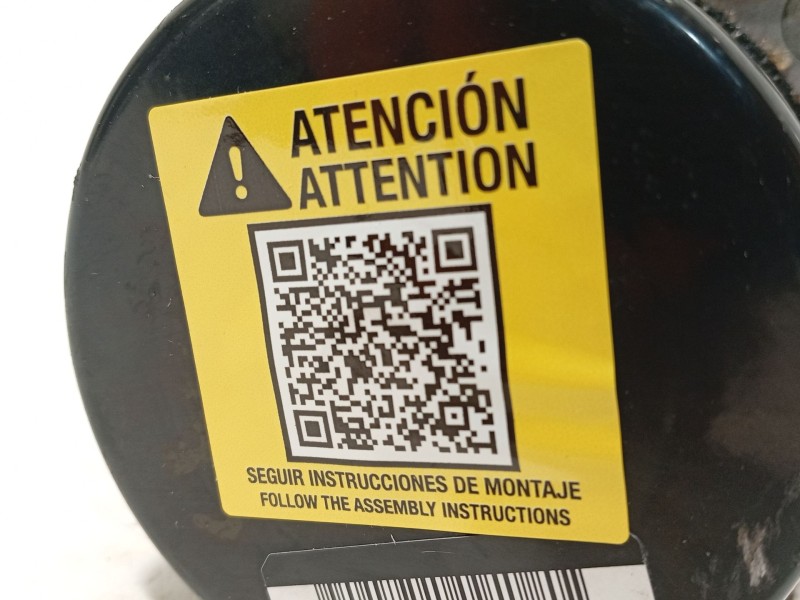 ATENCIÓN
ATTENTION
SEGUIR INSTRUCCIONES DE MONTAJE
FOLLOW THE ASSEMBLY INSTRUCTIONS